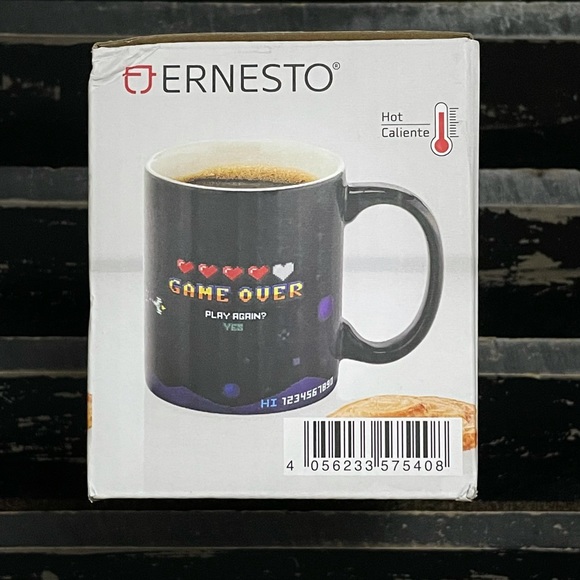 ERNESTO®
Hot
Caliente
GAME OVER
PLAY AGAIN?
YES
HI 1234567890
4 056233 575408